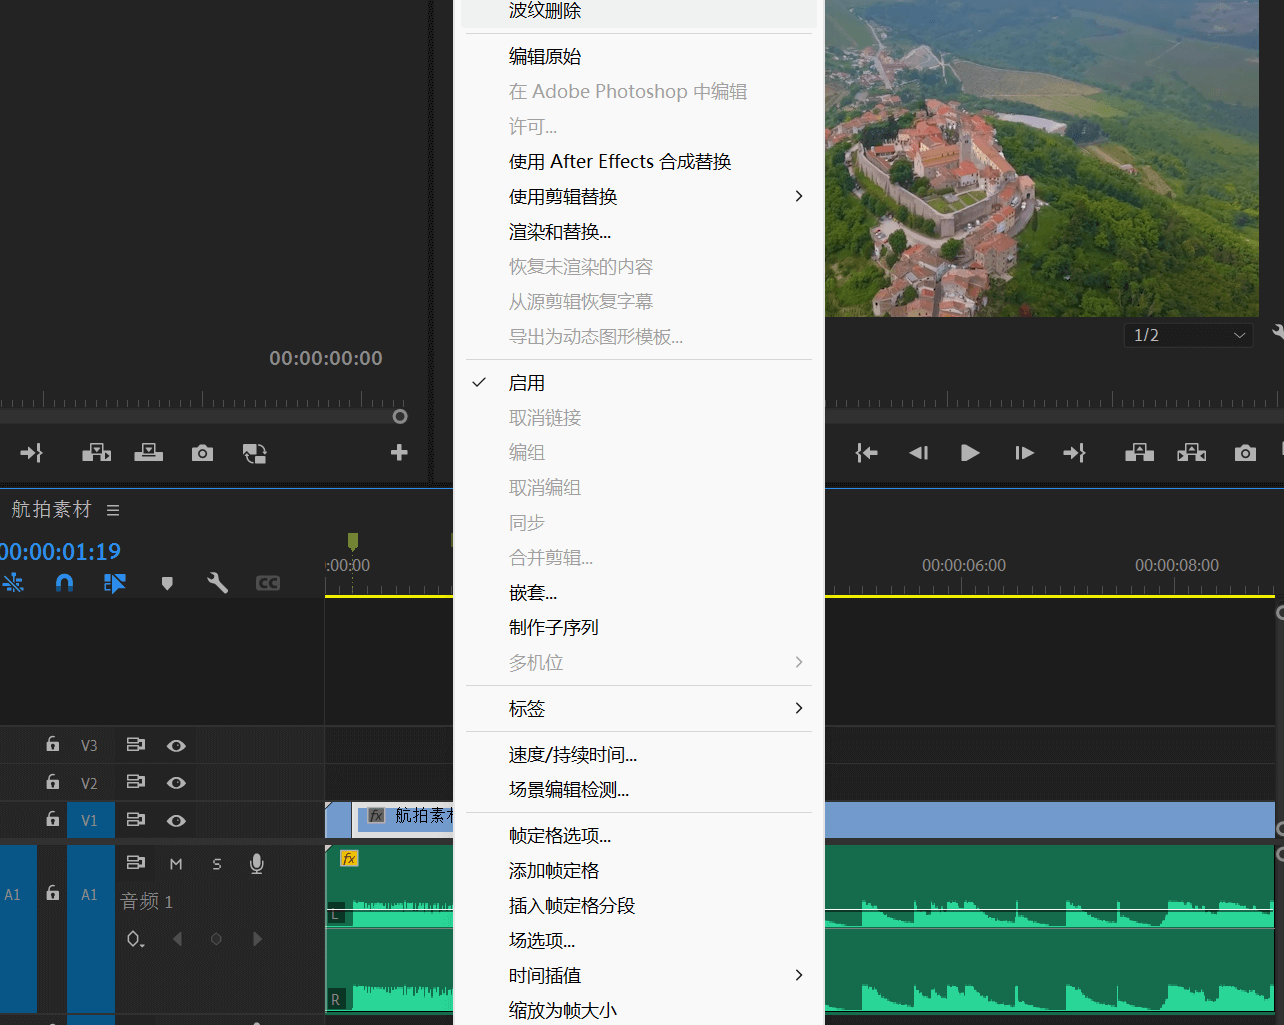 波纹删除
编辑原始
在 Adobe Photoshop 中编辑
许可...
使用 After Effects 合成替换
使用剪辑替换
渲染和替换...
恢复未渲染的内容
从源剪辑恢复字幕
导出为动态图形模板...
启用
取消链接
编组
取消编组
同步
合并剪辑...
嵌套...
制作子序列
多机位
标签
速度/持续时间...
场景编辑检测...
帧定格选项...
添加帧定格
插入帧定格分段
场选项...
时间插值
缩放为帧大小
00:00:00:00
1/2
航拍素材
00:00:01:19
:00:00
00:00:06:00
00:00:08:00
CC
V3
V2
V1
fx 航拍素材
A1
A1
M
S
音频 1
fx
L
R